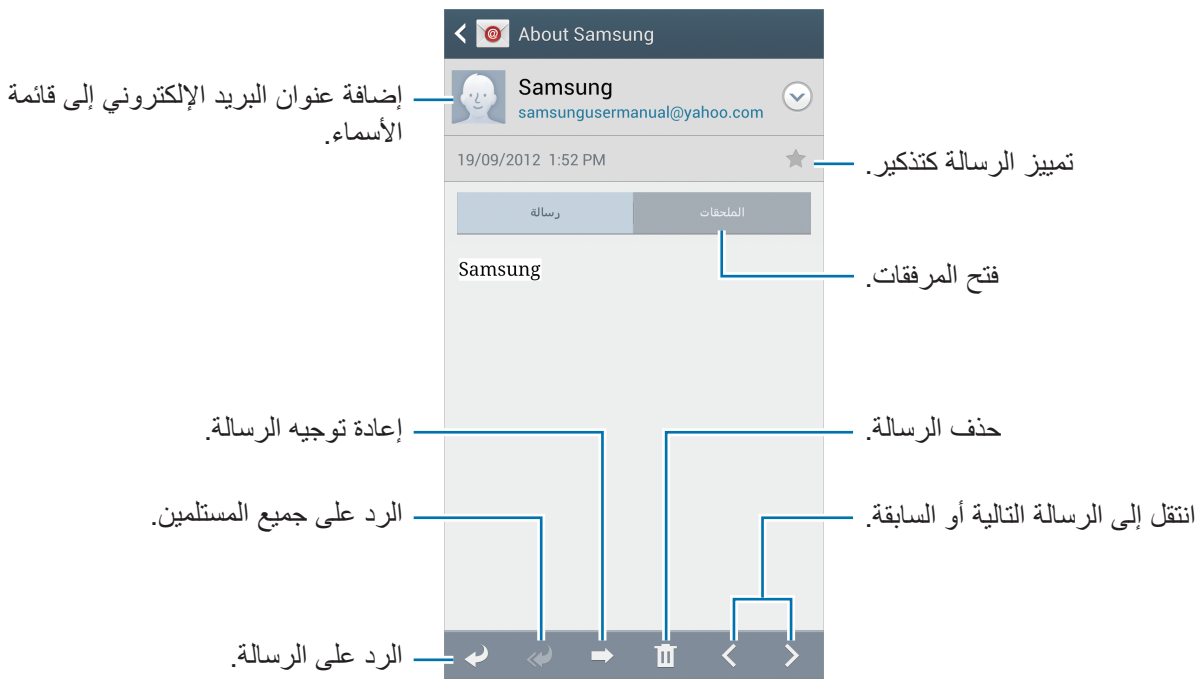 About Samsung
Samsung
samsungusermanual@yahoo.com
إضافة عنوان البريد الإلكتروني إلى قائمة
الأسماء.
19/09/2012 1:52 PM
تمييز الرسالة كتذكير.
رسالة
الملحقات
Samsung
فتح المرفقات.
إعادة توجيه الرسالة.
حذف الرسالة.
الرد على جميع المستلمين.
انتقل إلى الرسالة التالية أو السابقة.
الرد على الرسالة.